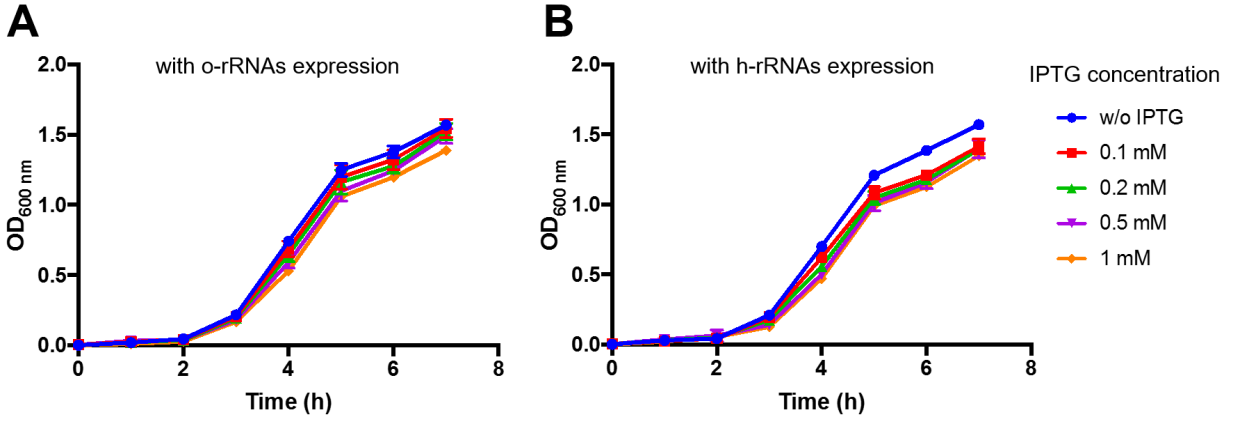 A
with o-rRNAs expression
2.0
1.5
1.0
0.5
0.0
OD600 nm
0 2 4 6 8
Time (h)
B
with h-rRNAs expression
2.0
1.5
1.0
0.5
0.0
OD600 nm
0 2 4 6 8
Time (h)
IPTG concentration
w/o IPTG
0.1 mM
0.2 mM
0.5 mM
1 mM